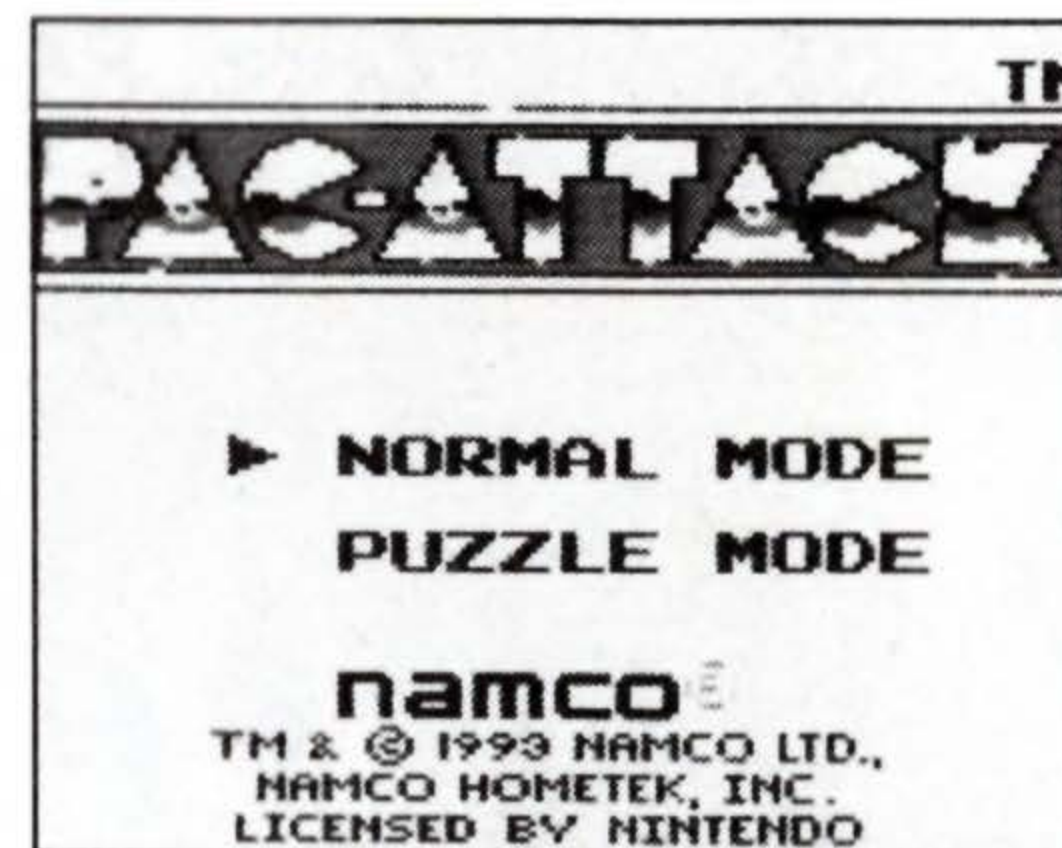 TM
PAC-ATTACK
► NORMAL MODE
PUZZLE MODE
namco®
TM & © 1993 NAMCO LTD.,
NAMCO HOMETEK, INC.
LICENSED BY NINTENDO